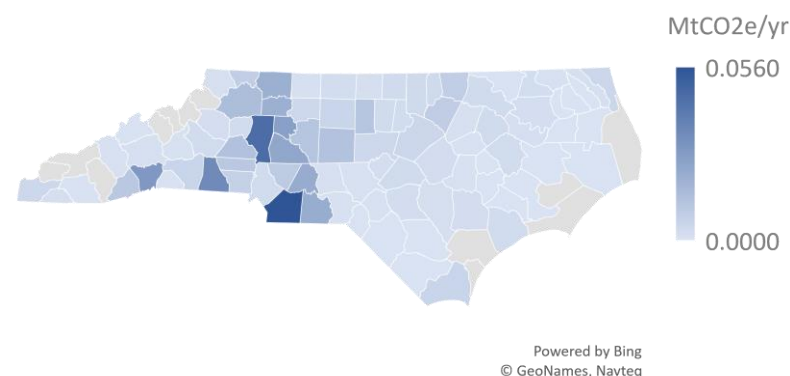 MtCO2e/yr
0.0560
0.0000
Powered by Bing
© GeoNames, Navteq